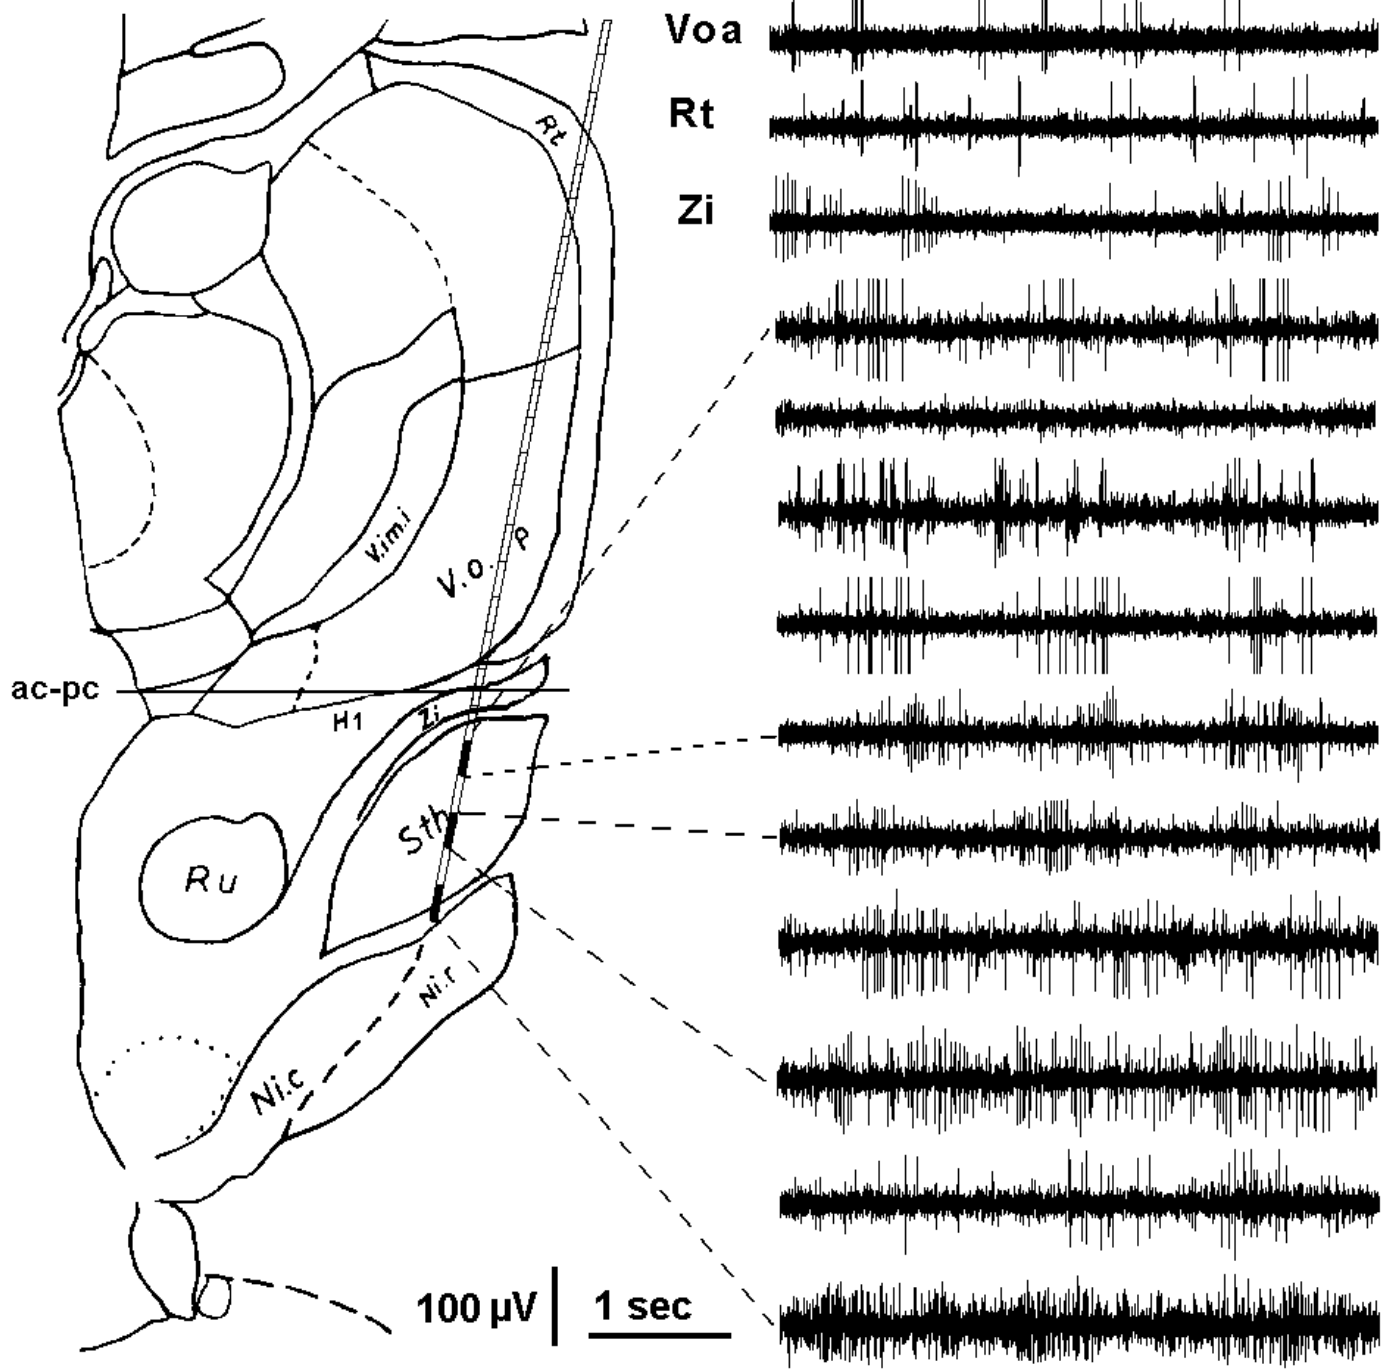 Voa
Rt
Rt
Zi
V.im.i
V.o.
P
ac-pc
H1
Zi
Sth
Ru
Ni.r
Ni.c
100 µV
1 sec